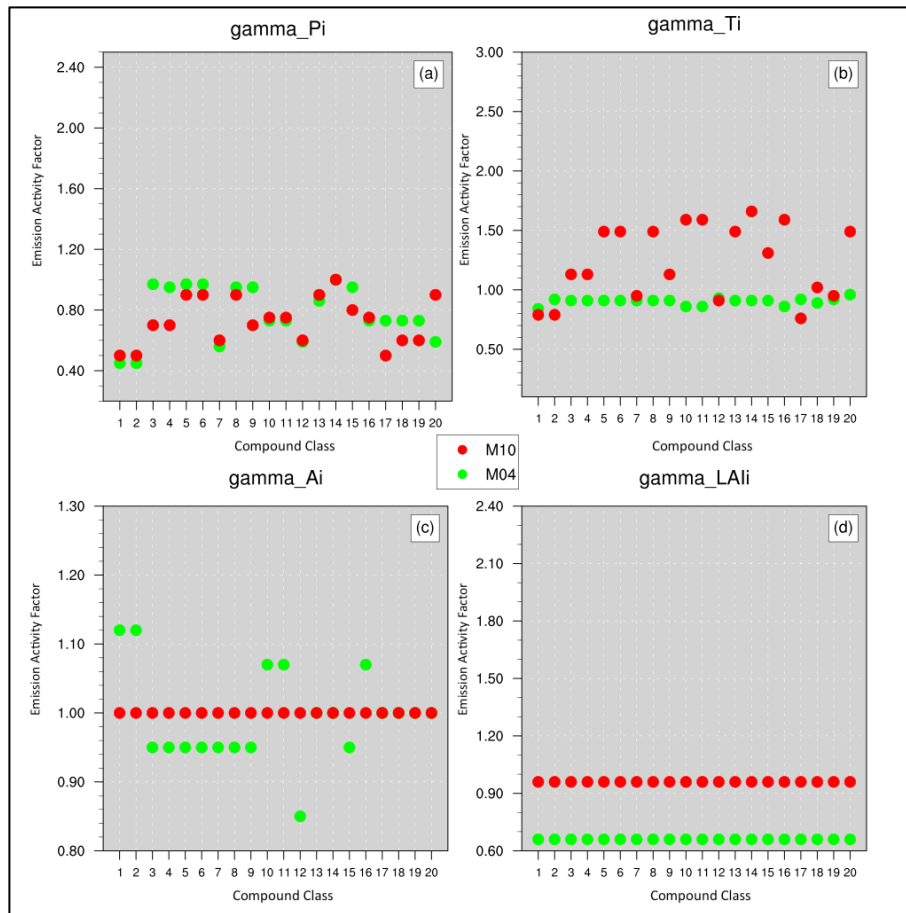 gamma_Pi
(a)
2.40
2.00
1.60
1.20
0.80
0.40
Emission Activity Factor
1 2 3 4 5 6 7 8 9 10 11 12 13 14 15 16 17 18 19 20
Compound Class
gamma_Ti
(b)
3.00
2.50
2.00
1.50
1.00
0.50
Emission Activity Factor
1 2 3 4 5 6 7 8 9 10 11 12 13 14 15 16 17 18 19 20
Compound Class
M10
M04
gamma_Ai
(c)
1.30
1.20
1.10
1.00
0.90
0.80
Emission Activity Factor
1 2 3 4 5 6 7 8 9 10 11 12 13 14 15 16 17 18 19 20
Compound Class
gamma_LAIi
(d)
2.40
2.10
1.80
1.50
1.20
0.90
0.60
Emission Activity Factor
1 2 3 4 5 6 7 8 9 10 11 12 13 14 15 16 17 18 19 20
Compound Class